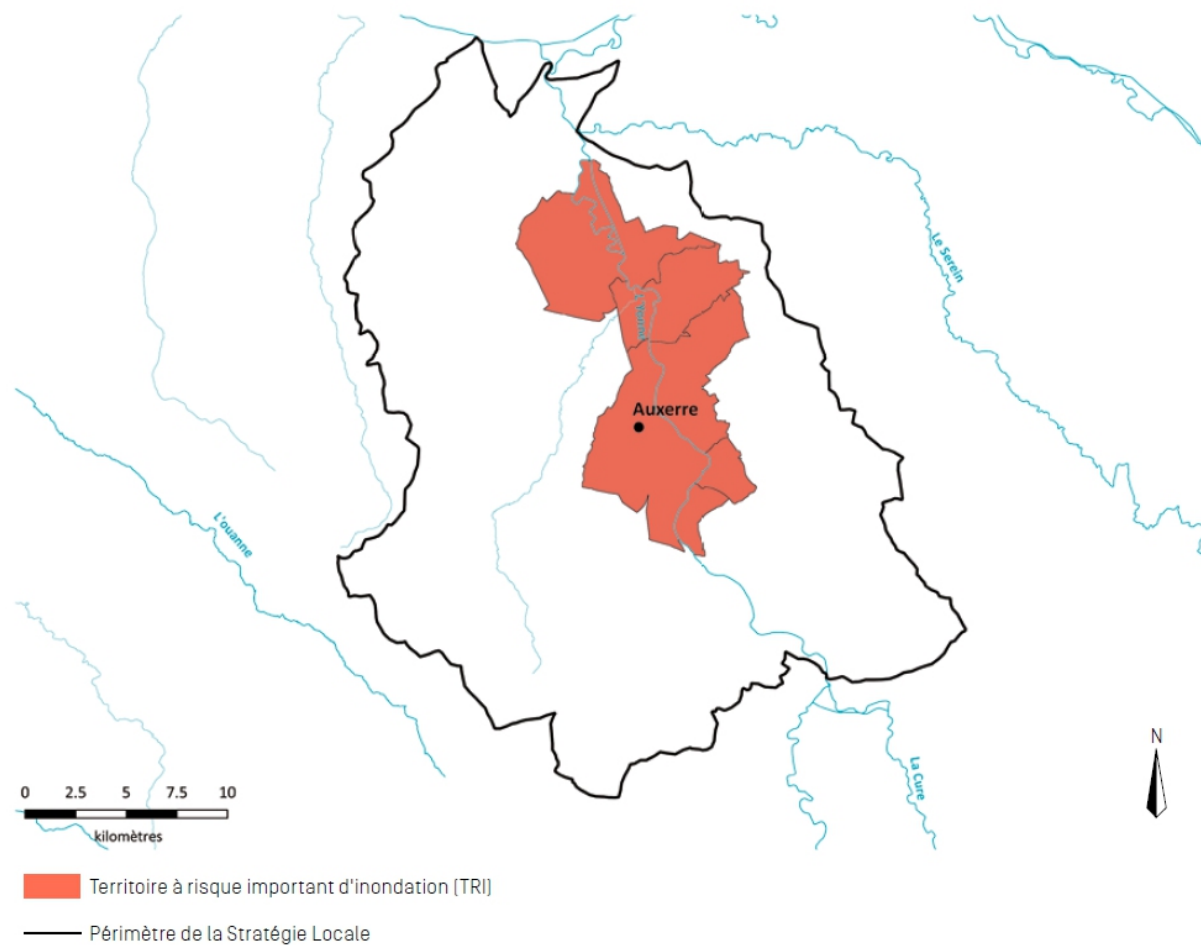 Le Serein
Auxerre
L'ouanne
N
La Cure
0 2.5 5 7.5 10
kilomètres
Territoire à risque important d'inondation (TRI)
Périmètre de la Stratégie Locale